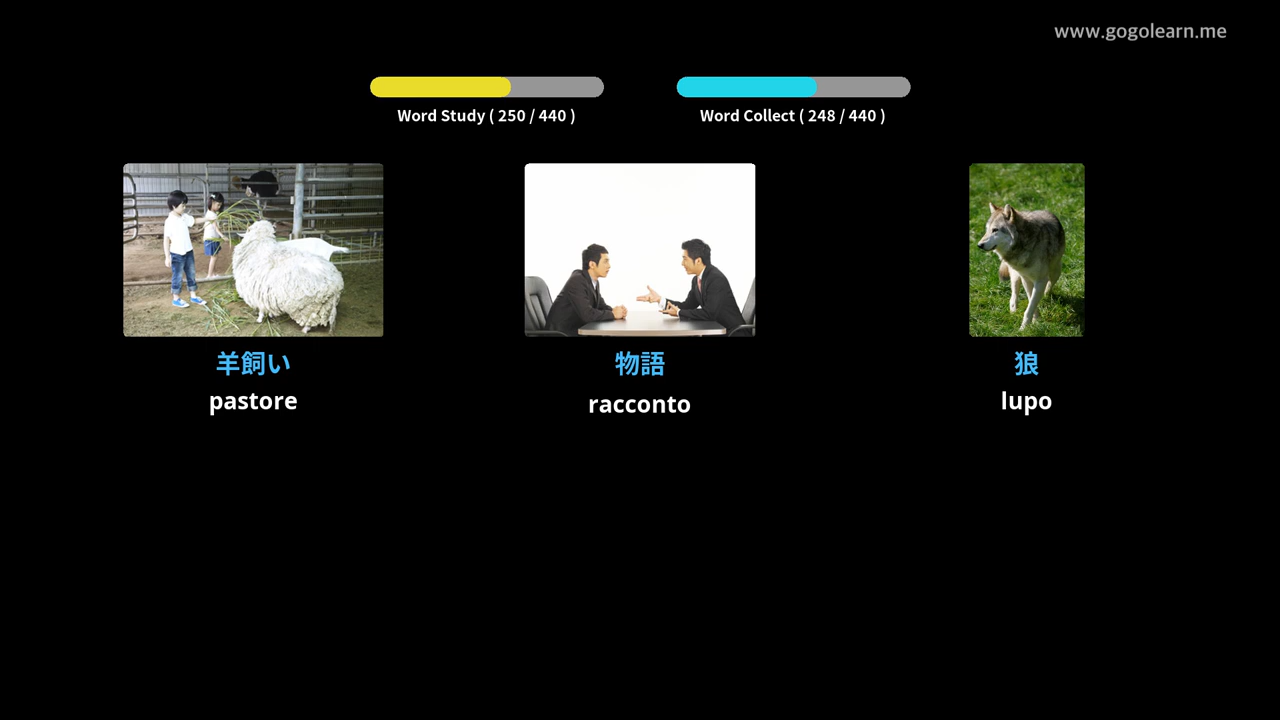 www.gogolearn.me
Word Study ( 250 / 440 )
Word Collect ( 248 / 440 )
羊飼い
物語
狼
pastore
racconto
lupo